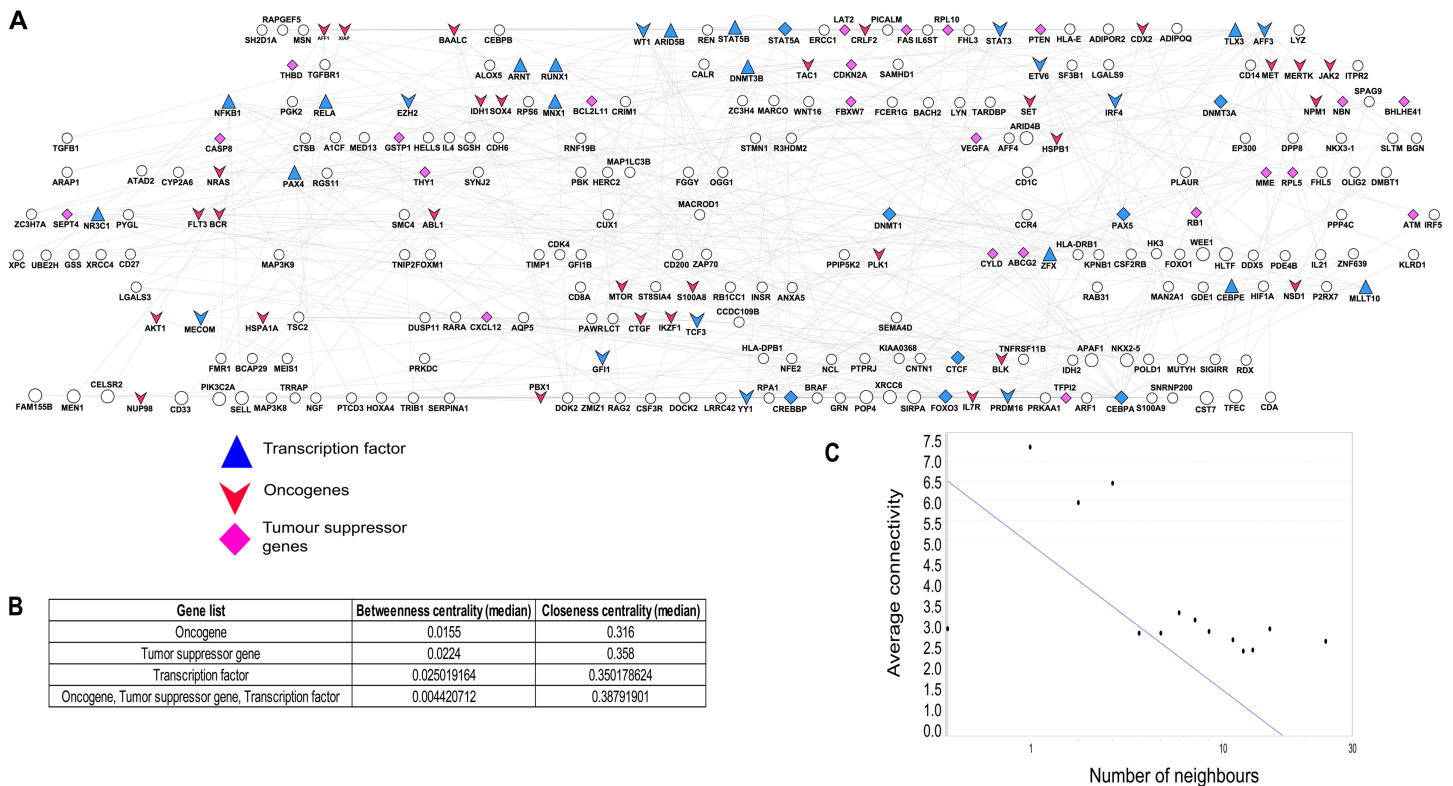 A
RAPGEF5 LAT2 PICALM RPL10
SH2D1A MSN AFF1 XIAP BAALC CEBPB WT1 ARID5B REN STAT5B STAT5A ERCC1 CRLF2 FAS IL6ST FHL3 STAT3 PTEN HLA-E ADIPOR2 CDX2 ADIPOQ TLX3 AFF3 LYZ
THBD TGFBR1 ALOX5 ARNT RUNX1 CALR DNMT3B TAC1 CDKN2A SAMHD1 ETV6 SF3B1 LGALS9 CD14 MET MERTK JAK2 ITPR2
SPAG9
NFKB1 PGK2 RELA EZH2 IDH1 SOX4 RPS6 MNX1 BCL2L11 CRIM1 ZC3H4 MARCO WNT16 FBXW7 FCER1G BACH2 LYN TARDBP SET IRF4 DNMT3A NPM1 NBN BHLHE41
ARID4B
TGFB1 CASP8 CTSB A1CF MED13 GSTP1 HELLS IL4 SGSH CDH6 RNF19B STMN1 R3HDM2 VEGFA AFF4 HSPB1 EP300 DPP8 NKX3-1 SLTM BGN
MAP1LC3B
ARAP1 ATAD2 CYP2A6 NRAS PAX4 RGS11 THY1 SYNJ2 PBK HERC2 FGGY OGG1 CD1C PLAUR MME RPL5 FHL5 OLIG2 DMBT1
MACROD1
ZC3H7A SEPT4 NR3C1 PYGL FLT3 BCR SMC4 ABL1 CUX1 DNMT1 CCR4 PAX5 RB1 PPP4C ATM IRF5
CDK4 HLA-DRB1 HK3 WEE1
XPC UBE2H GSS XRCC4 CD27 MAP3K9 TNIP2 FOXM1 TIMP1 GFI1B CD200 ZAP70 PPIP5K2 PLK1 CYLD ABCG2 ZFX KPNB1 CSF2RB FOXO1 HLTF DDX5 PDE4B IL21 ZNF639 KLRD1
LGALS3 CD8A MTOR ST8SIA4 S100A8 RB1CC1 INSR ANXA5 RAB31 MAN2A1 GDE1 CEBPE HIF1A NSD1 P2RX7 MLLT10
CCDC109B
AKT1 MECOM HSPA1A TSC2 DUSP11 RARA CXCL12 AQP5 PAWR LCT CTGF IKZF1 TCF3 SEMA4D
HLA-DPB1 KIAA0368 TNFRSF11B APAF1 NKX2-5
FMR1 BCAP29 MEIS1 PRKDC GFI1 NFE2 NCL PTPRJ CNTN1 CTCF BLK IDH2 POLD1 MUTYH SIGIRR RDX
CELSR2 PIK3C2A TRRAP PBX1 RPA1 BRAF XRCC6 TFPI2 SNRNP200
FAM155B MEN1 NUP98 CD33 SELL MAP3K8 NGF PTCD3 HOXA4 TRIB1 SERPINA1 DOK2 ZMIZ1 RAG2 CSF3R DOCK2 LRRC42 YY1 CREBBP GRN POP4 SIRPA FOXO3 IL7R PRDM16 PRKAA1 ARF1 CEBPA S100A9 CST7 TFEC CDA
Transcription factor
Oncogenes
Tumour suppressor
genes
B
Gene list Betweenness centrality (median) Closeness centrality (median)
Oncogene 0.0155 0.316
Tumor suppressor gene 0.0224 0.358
Transcription factor 0.025019164 0.350178624
Oncogene, Tumor suppressor gene, Transcription factor 0.004420712 0.38791901
C
Average connectivity
7.5
7.0
6.5
6.0
5.5
5.0
4.5
4.0
3.5
3.0
2.5
2.0
1.5
1.0
0.0
1 10 30
Number of neighbours